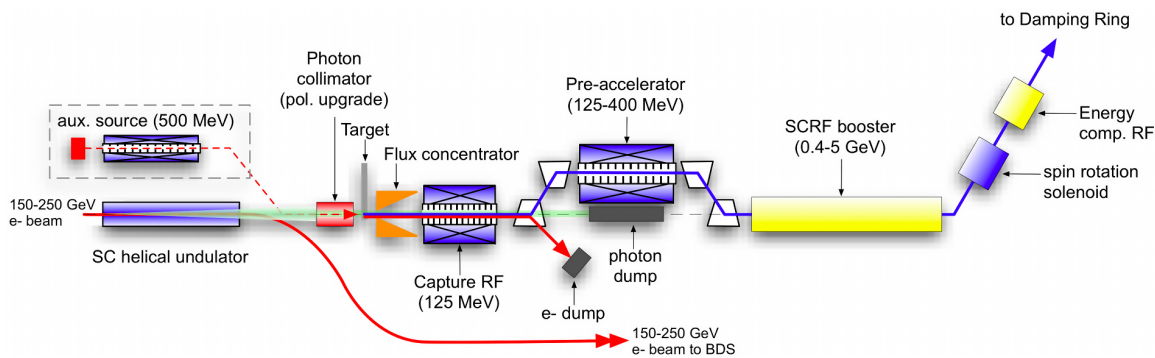 to Damping Ring
Photon
collimator
(pol. upgrade)
Pre-accelerator
(125-400 MeV)
aux. source (500 MeV)
Target
Flux concentrator
SCRF booster
(0.4-5 GeV)
Energy
comp. RF
spin rotation
solenoid
150-250 GeV
e- beam
SC helical undulator
Capture RF
(125 MeV)
photon
dump
e- dump
150-250 GeV
e- beam to BDS